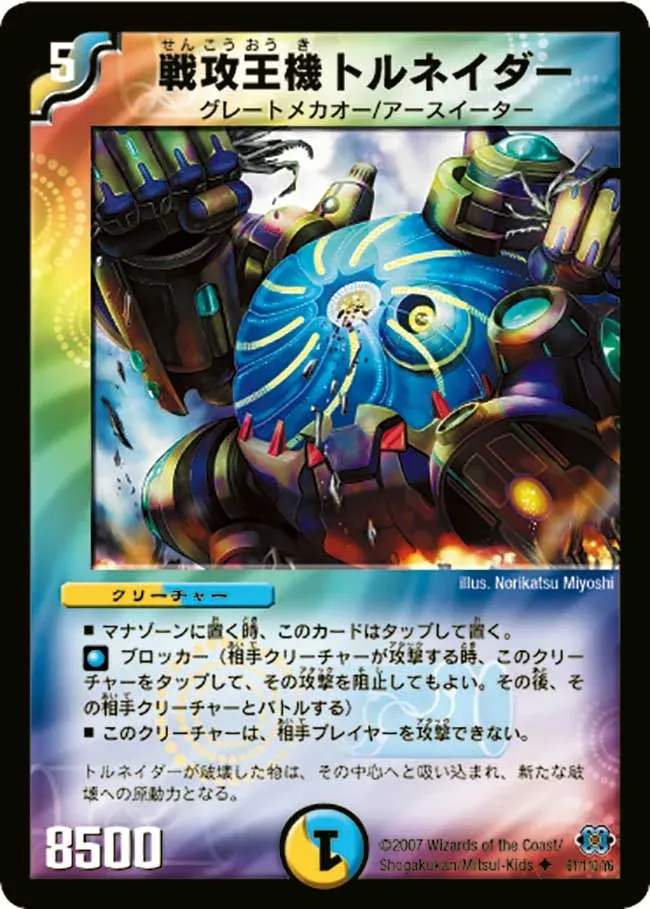 5
せんこうおうき
戦攻王機トルネイダー
グレートメカオー/アースイーター
illus. Norikatsu Miyoshi
クリーチャー
■ マナゾーンに置く時、このカードはタップして置く。
ブロッカー（相手クリーチャーが攻撃する時、このクリー
チャーをタップして、その攻撃を阻止してもよい。その後、そ
の相手クリーチャーとバトルする）
■ このクリーチャーは、相手プレイヤーを攻撃できない。
トルネイダーが破壊した物は、その中心へと吸い込まれ、新たな破
壊への原動力となる。
8500
1
©2007 Wizards of the Coast/
Shogakukan/Mitsui-Kids
61/110 Y6